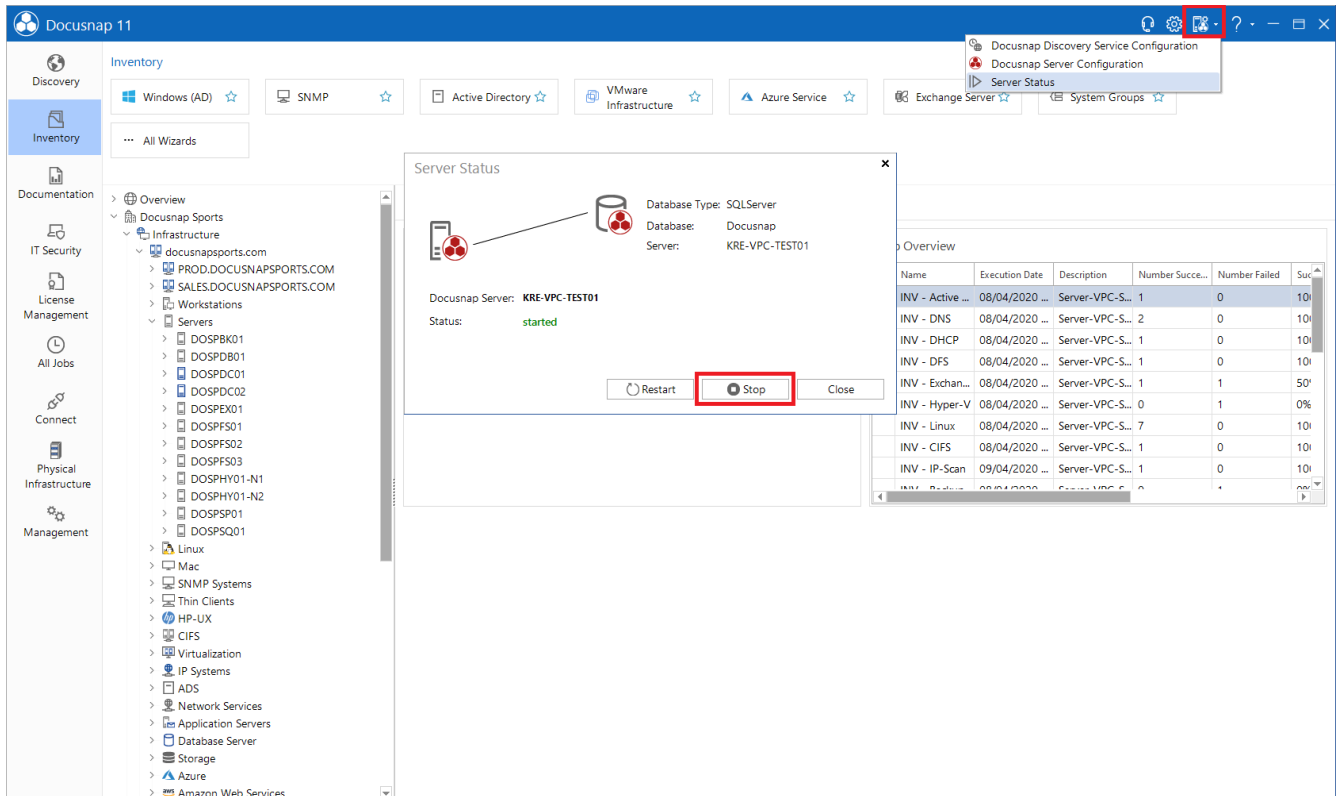 Docusnap 11
Docusnap Discovery Service Configuration
Docusnap Server Configuration
Server Status
Discovery
Inventory
Documentation
IT Security
License
Management
All Jobs
Connect
Physical
Infrastructure
Management
Inventory
Windows (AD)
SNMP
Active Directory
VMware
Infrastructure
Azure Service
Exchange Server
System Groups
All Wizards
Overview
Docusnap Sports
Infrastructure
docusnapsports.com
PROD.DOCUSNAPSPORTS.COM
SALES.DOCUSNAPSPORTS.COM
Workstations
Servers
DOSPBK01
DOSPDB01
DOSPDC01
DOSPDC02
DOSPEX01
DOSPFS01
DOSPFS02
DOSPFS03
DOSPHY01-N1
DOSPHY01-N2
DOSPSP01
DOSPSQ01
Linux
Mac
SNMP Systems
Thin Clients
HP-UX
CIFS
Virtualization
IP Systems
ADS
Network Services
Application Servers
Database Server
Storage
Azure
Amazon Web Services
Server Status
Database Type: SQLServer
Database: Docusnap
Server: KRE-VPC-TEST01
Docusnap Server: KRE-VPC-TEST01
Status: started
Restart Stop Close
Overview
Name Execution Date Description Number Succe... Number Failed Suc
INV - Active ... 08/04/2020 ... Server-VPC-S... 1 0 10
INV - DNS 08/04/2020 ... Server-VPC-S... 2 0 10
INV - DHCP 08/04/2020 ... Server-VPC-S... 1 0 10
INV - DFS 08/04/2020 ... Server-VPC-S... 1 0 10
INV - Exchan... 08/04/2020 ... Server-VPC-S... 1 1 50
INV - Hyper-V 08/04/2020 ... Server-VPC-S... 0 1 0%
INV - Linux 08/04/2020 ... Server-VPC-S... 7 0 10
INV - CIFS 08/04/2020 ... Server-VPC-S... 1 0 10
INV - IP-Scan 09/04/2020 ... Server-VPC-S... 1 0 10